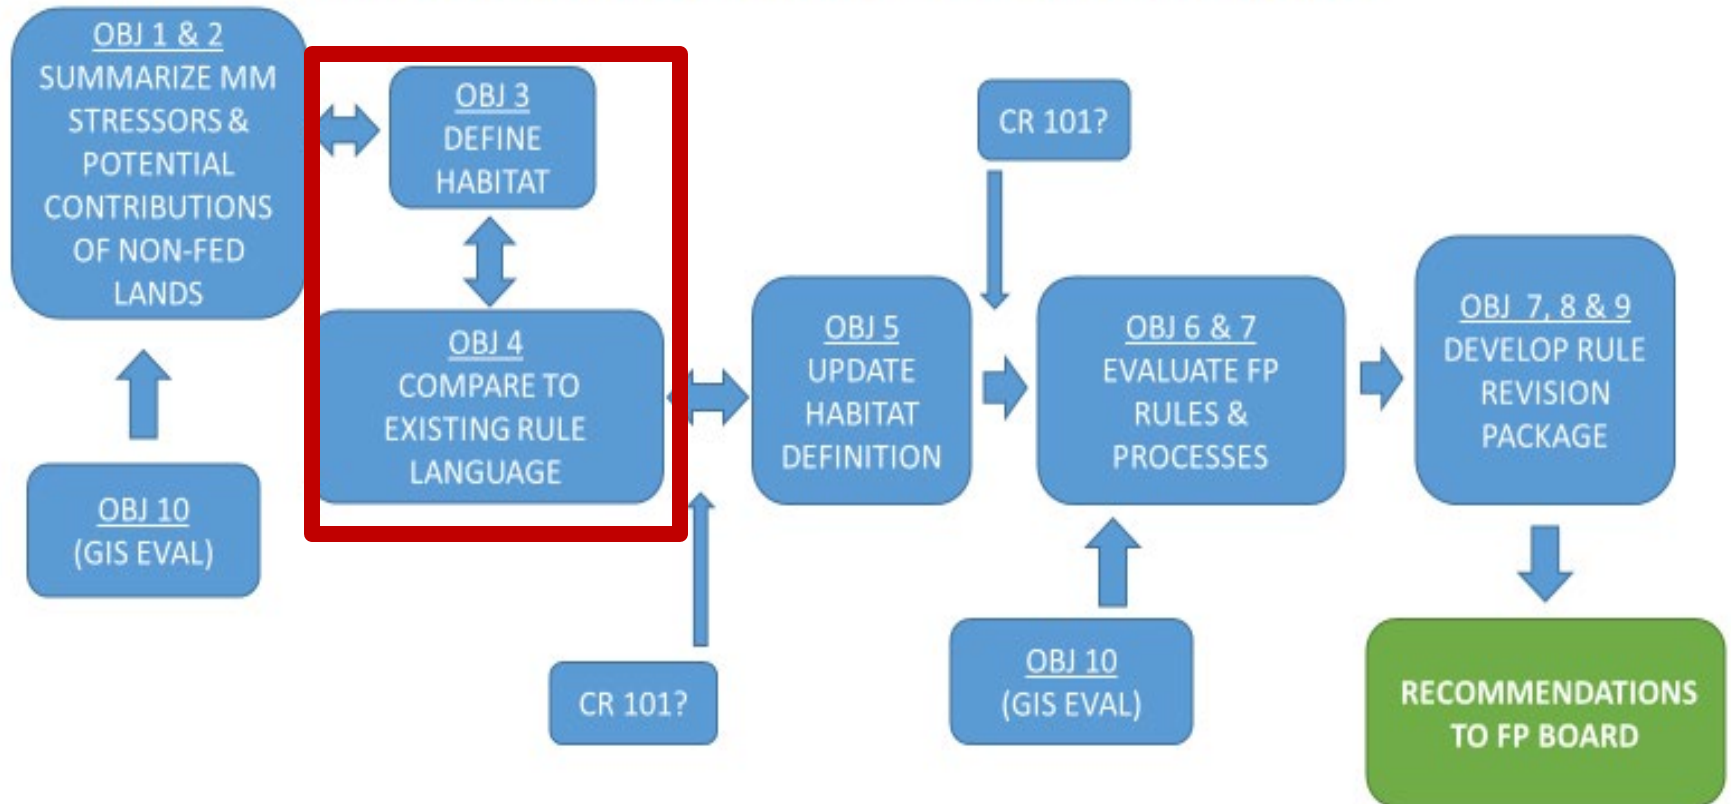 OBJ 1 & 2
SUMMARIZE MM
STRESSORS &
POTENTIAL
CONTRIBUTIONS
OF NON-FED
LANDS
OBJ 10
(GIS EVAL)
OBJ 3
DEFINE
HABITAT
OBJ 4
COMPARE TO
EXISTING RULE
LANGUAGE
CR 101?
OBJ 5
UPDATE
HABITAT
DEFINITION
CR 101?
OBJ 6 & 7
EVALUATE FP
RULES &
PROCESSES
OBJ 10
(GIS EVAL)
OBJ 7, 8 & 9
DEVELOP RULE
REVISION
PACKAGE
RECOMMENDATIONS
TO FP BOARD